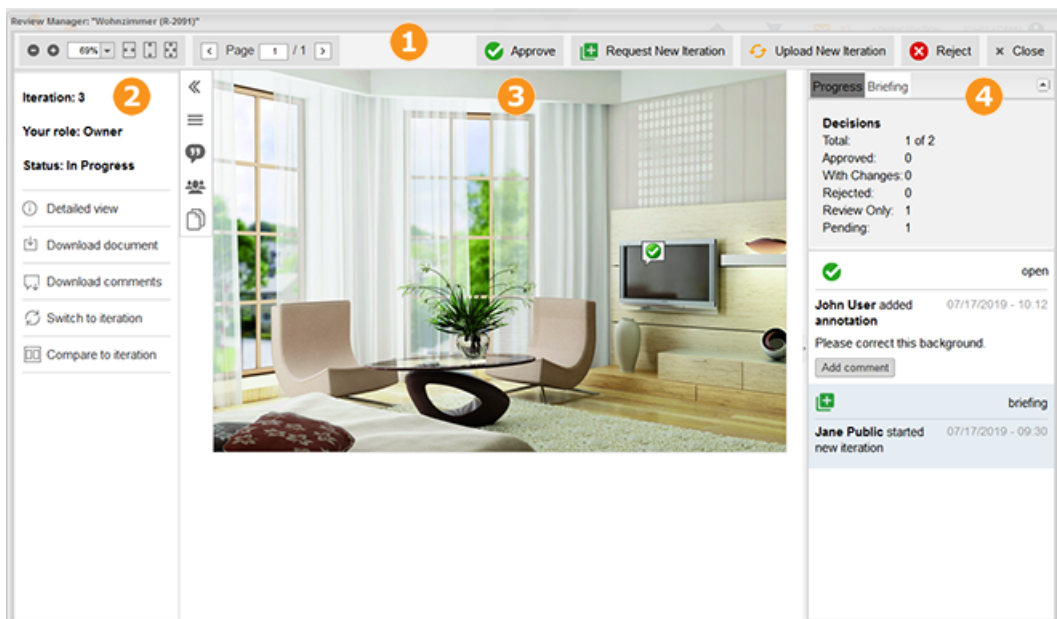 Review Manager: "Wohnzimmer (R-2091)"
69% Page 1 / 1 Approve Request New Iteration Upload New Iteration Reject × Close
1
Iteration: 3
2
Your role: Owner
Status: In Progress
Detailed view
Download document
Download comments
Switch to iteration
Compare to iteration
3
Progress Briefing
4
Decisions
Total: 1 of 2
Approved: 0
With Changes: 0
Rejected: 0
Review Only: 1
Pending: 1
open
John User added 07/17/2019 - 10:12
annotation
Please correct this background.
Add comment
briefing
Jane Public started 07/17/2019 - 09:30
new iteration